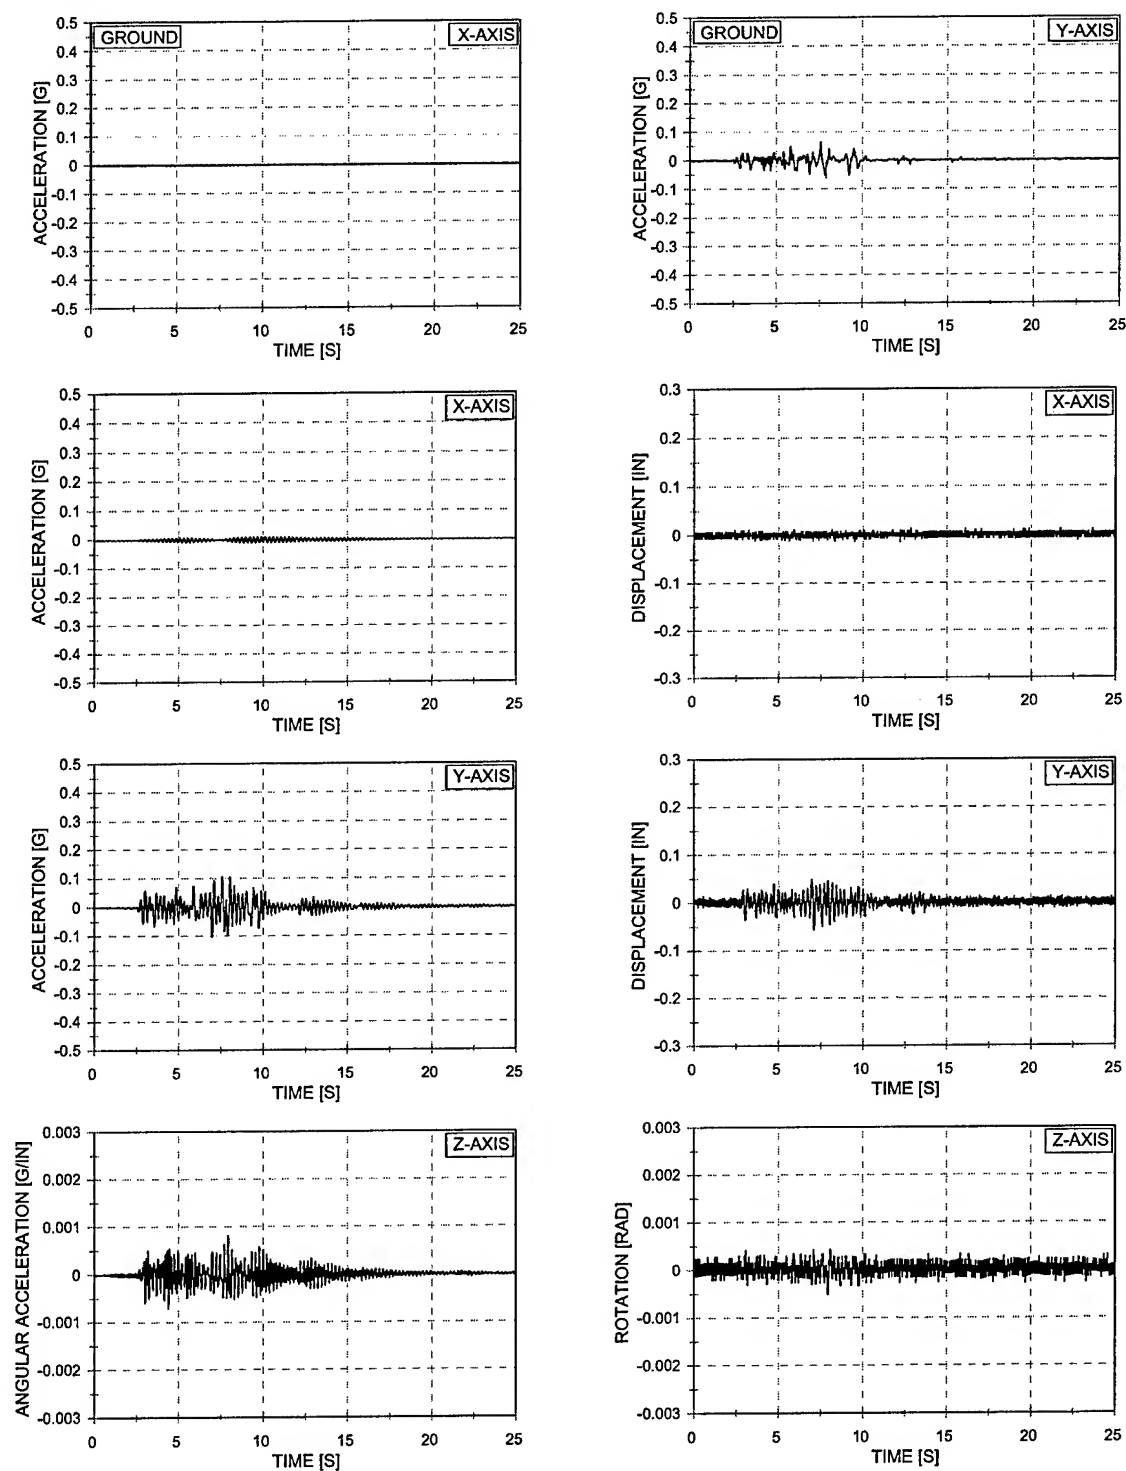 GROUND
X-AXIS
ACCELERATION [G]
0.5
0.4
0.3
0.2
0.1
0
-0.1
-0.2
-0.3
-0.4
-0.5
0 5 10 15 20 25
TIME [S]
GROUND
Y-AXIS
ACCELERATION [G]
0.5
0.4
0.3
0.2
0.1
0
-0.1
-0.2
-0.3
-0.4
-0.5
0 5 10 15 20 25
TIME [S]
X-AXIS
ACCELERATION [G]
0.5
0.4
0.3
0.2
0.1
0
-0.1
-0.2
-0.3
-0.4
-0.5
0 5 10 15 20 25
TIME [S]
X-AXIS
DISPLACEMENT [IN]
0.3
0.2
0.1
0
-0.1
-0.2
-0.3
0 5 10 15 20 25
TIME [S]
Y-AXIS
ACCELERATION [G]
0.5
0.4
0.3
0.2
0.1
0
-0.1
-0.2
-0.3
-0.4
-0.5
0 5 10 15 20 25
TIME [S]
Y-AXIS
DISPLACEMENT [IN]
0.3
0.2
0.1
0
-0.1
-0.2
-0.3
0 5 10 15 20 25
TIME [S]
Z-AXIS
ANGULAR ACCELERATION [G/IN]
0.003
0.002
0.001
0
-0.001
-0.002
-0.003
0 5 10 15 20 25
TIME [S]
Z-AXIS
ROTATION [RAD]
0.003
0.002
0.001
0
-0.001
-0.002
-0.003
0 5 10 15 20 25
TIME [S]